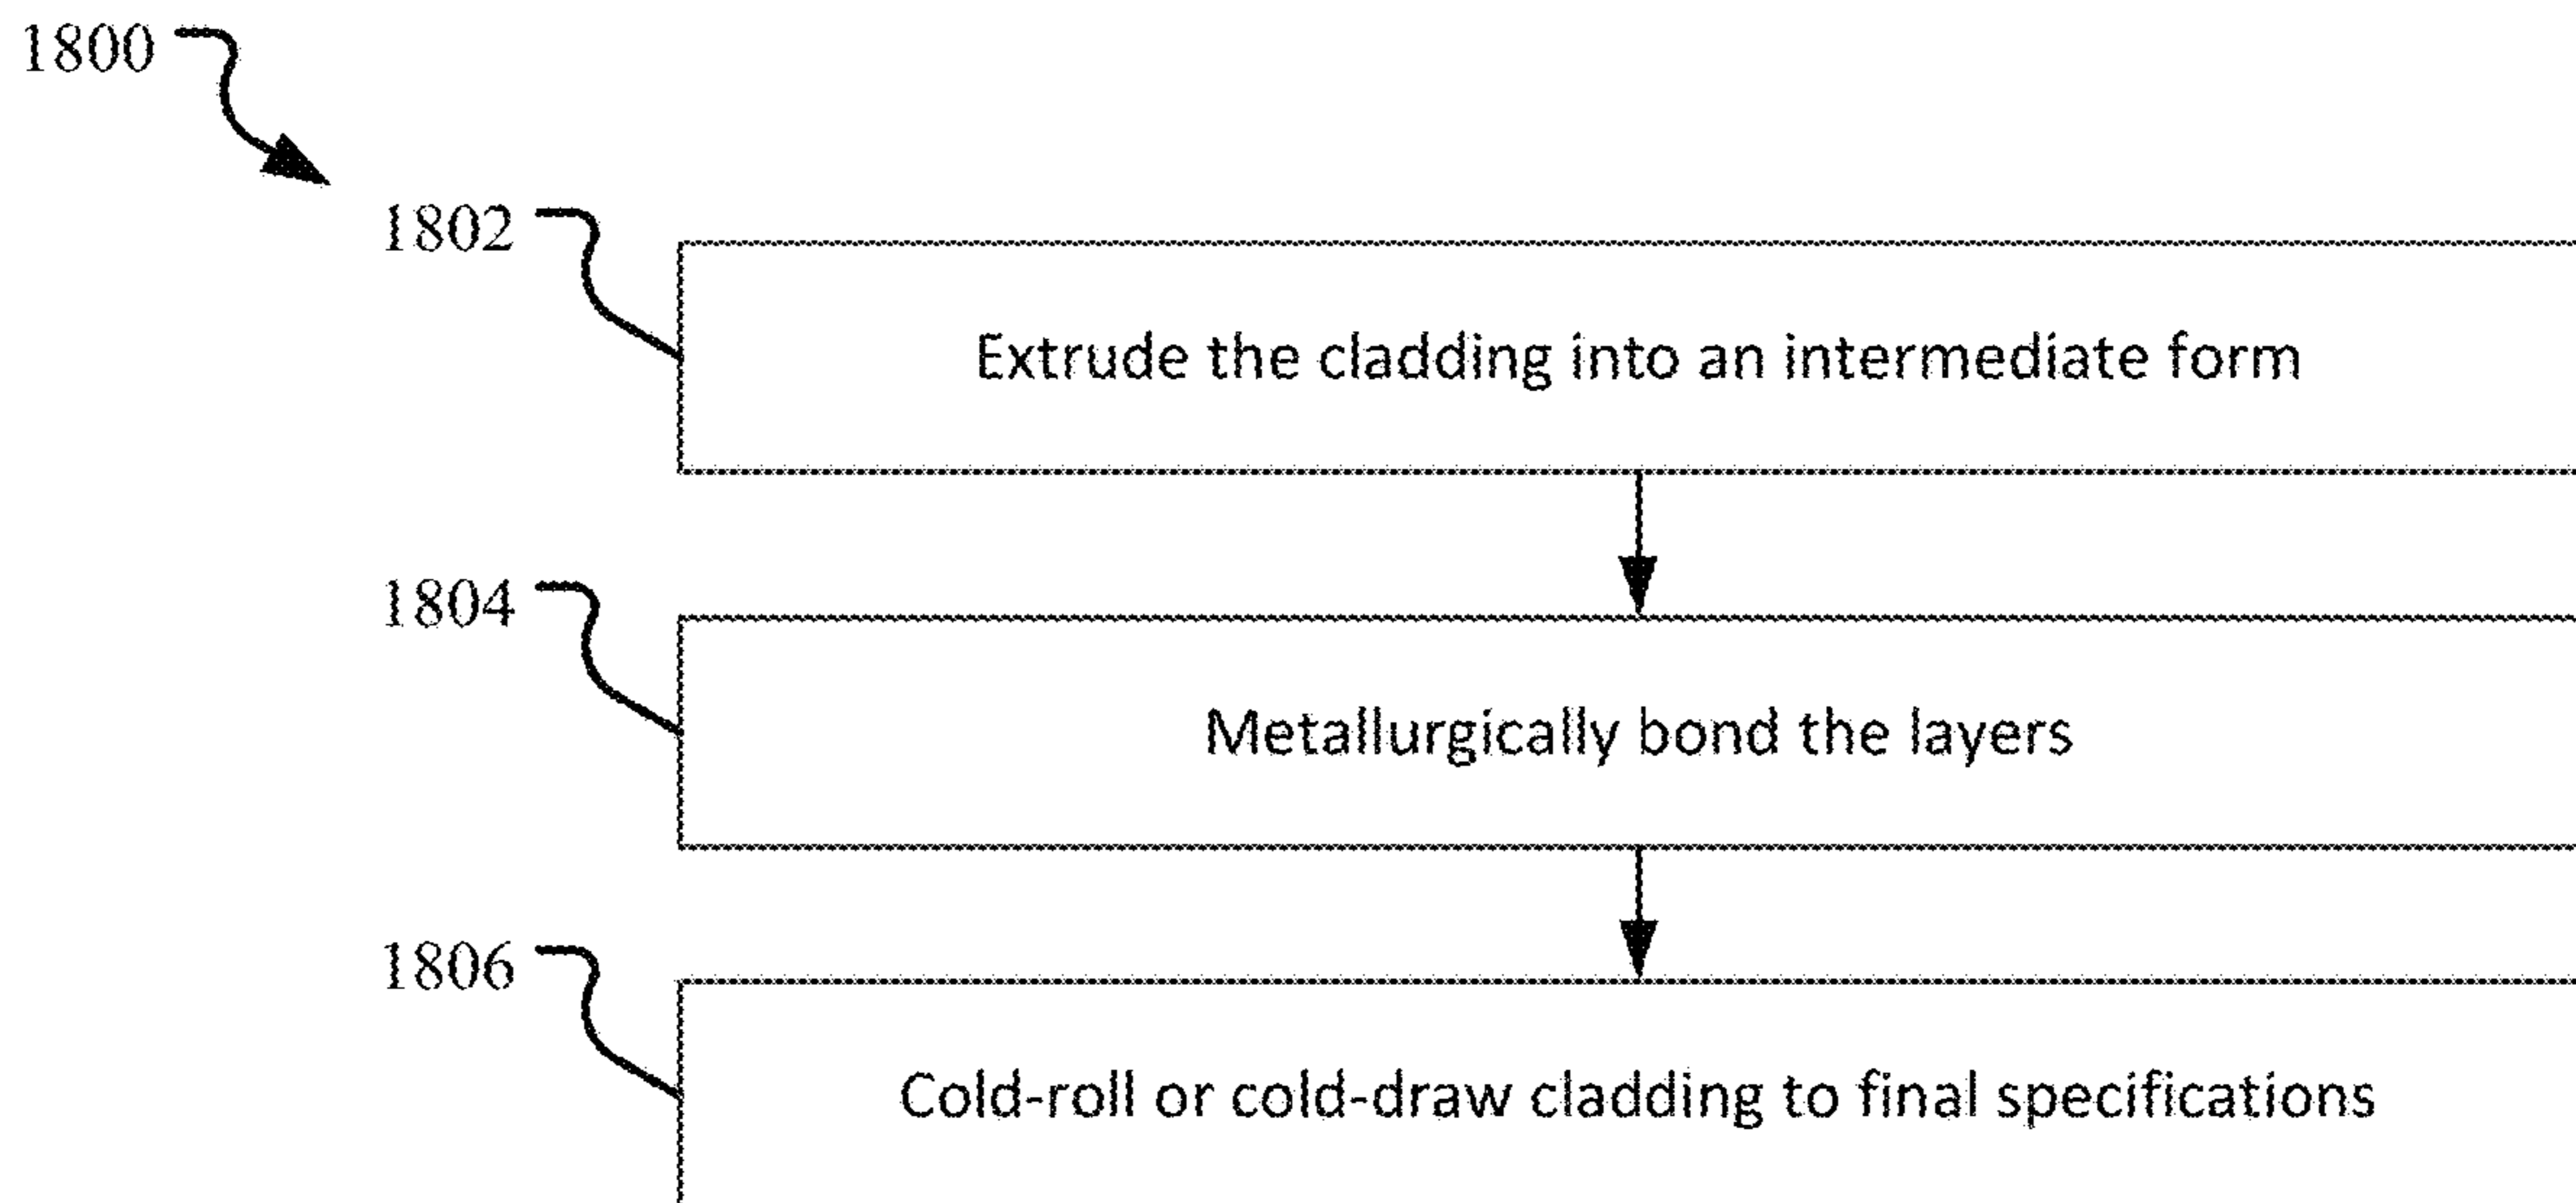 1800
1802
Extrude the cladding into an intermediate form
1804
Metallurgically bond the layers
1806
Cold-roll or cold-draw cladding to final specifications